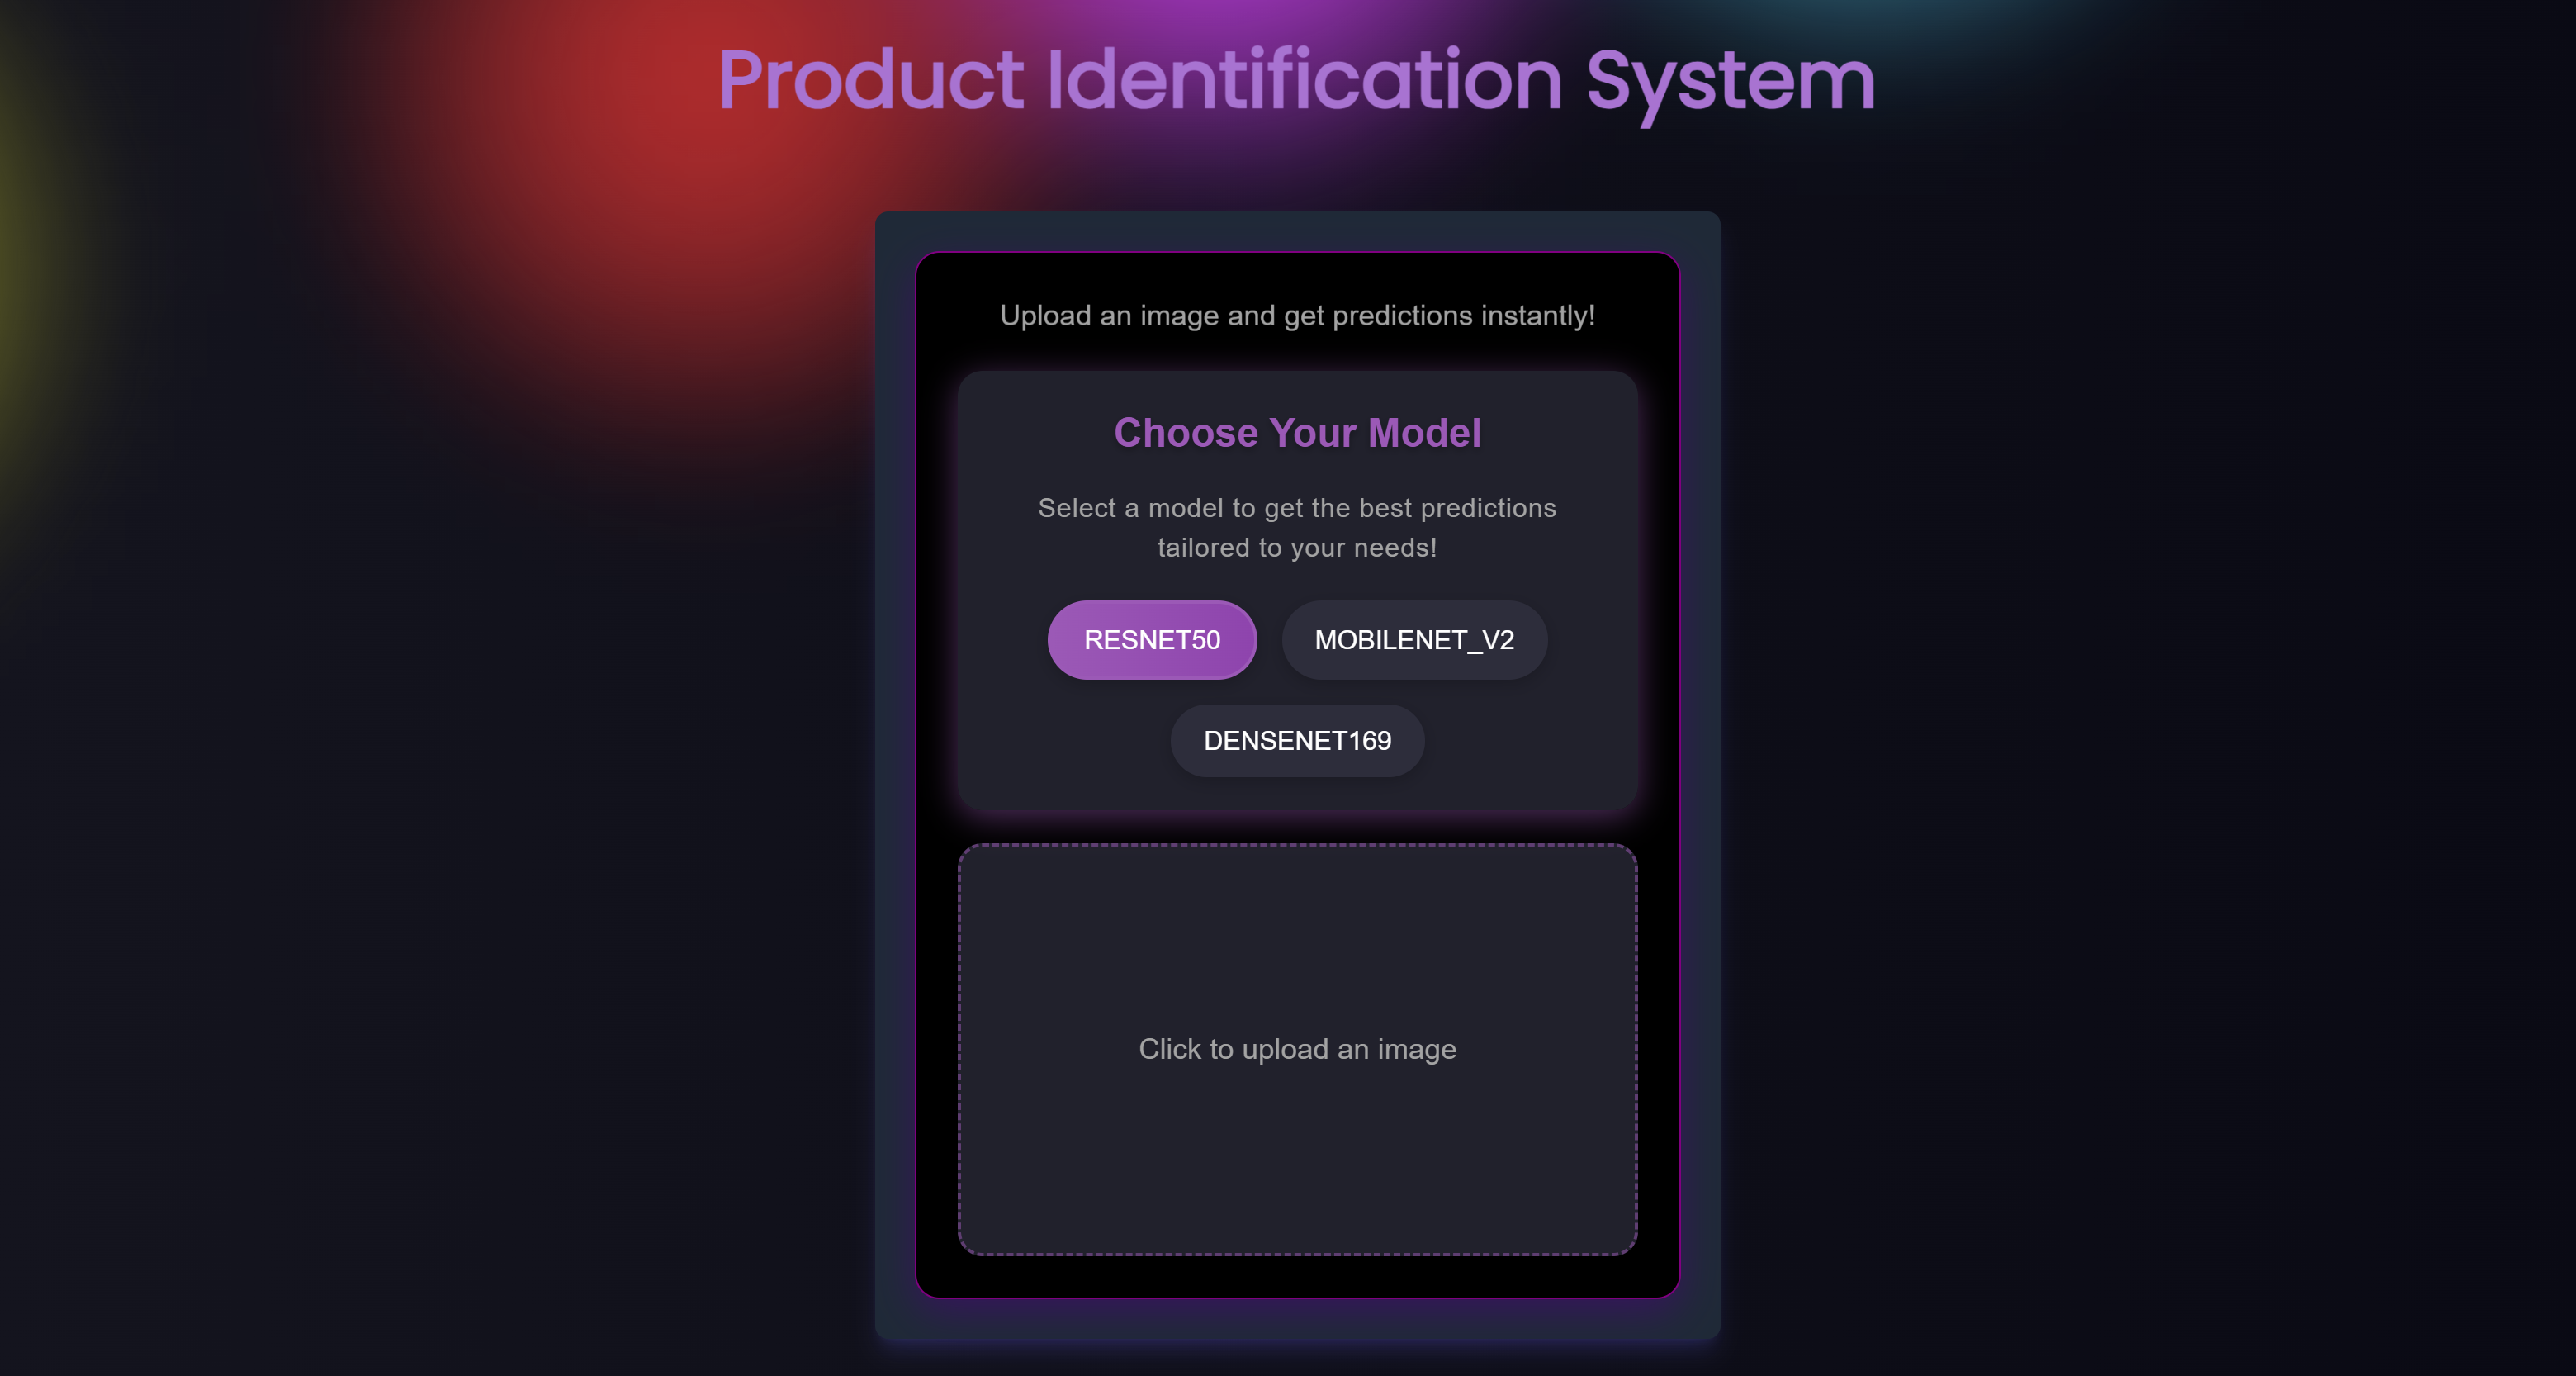 Product Identification System
Upload an image and get predictions instantly!
Choose Your Model
Select a model to get the best predictions
tailored to your needs!
RESNET50 MOBILENET_V2
DENSENET169
Click to upload an image